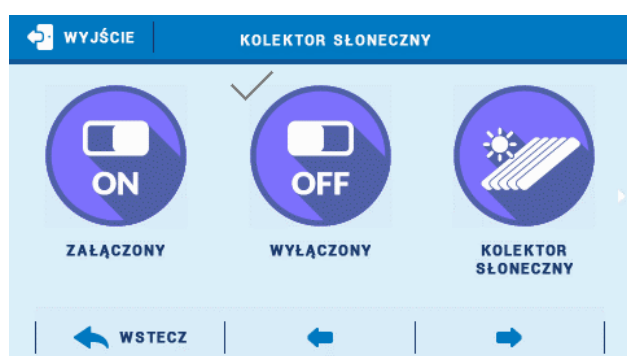 WYJŚCIE
KOLEKTOR SŁONECZNY
ON
OFF
ZAŁĄCZONY
WYŁĄCZONY
KOLEKTOR
SŁONECZNY
WSTECZ